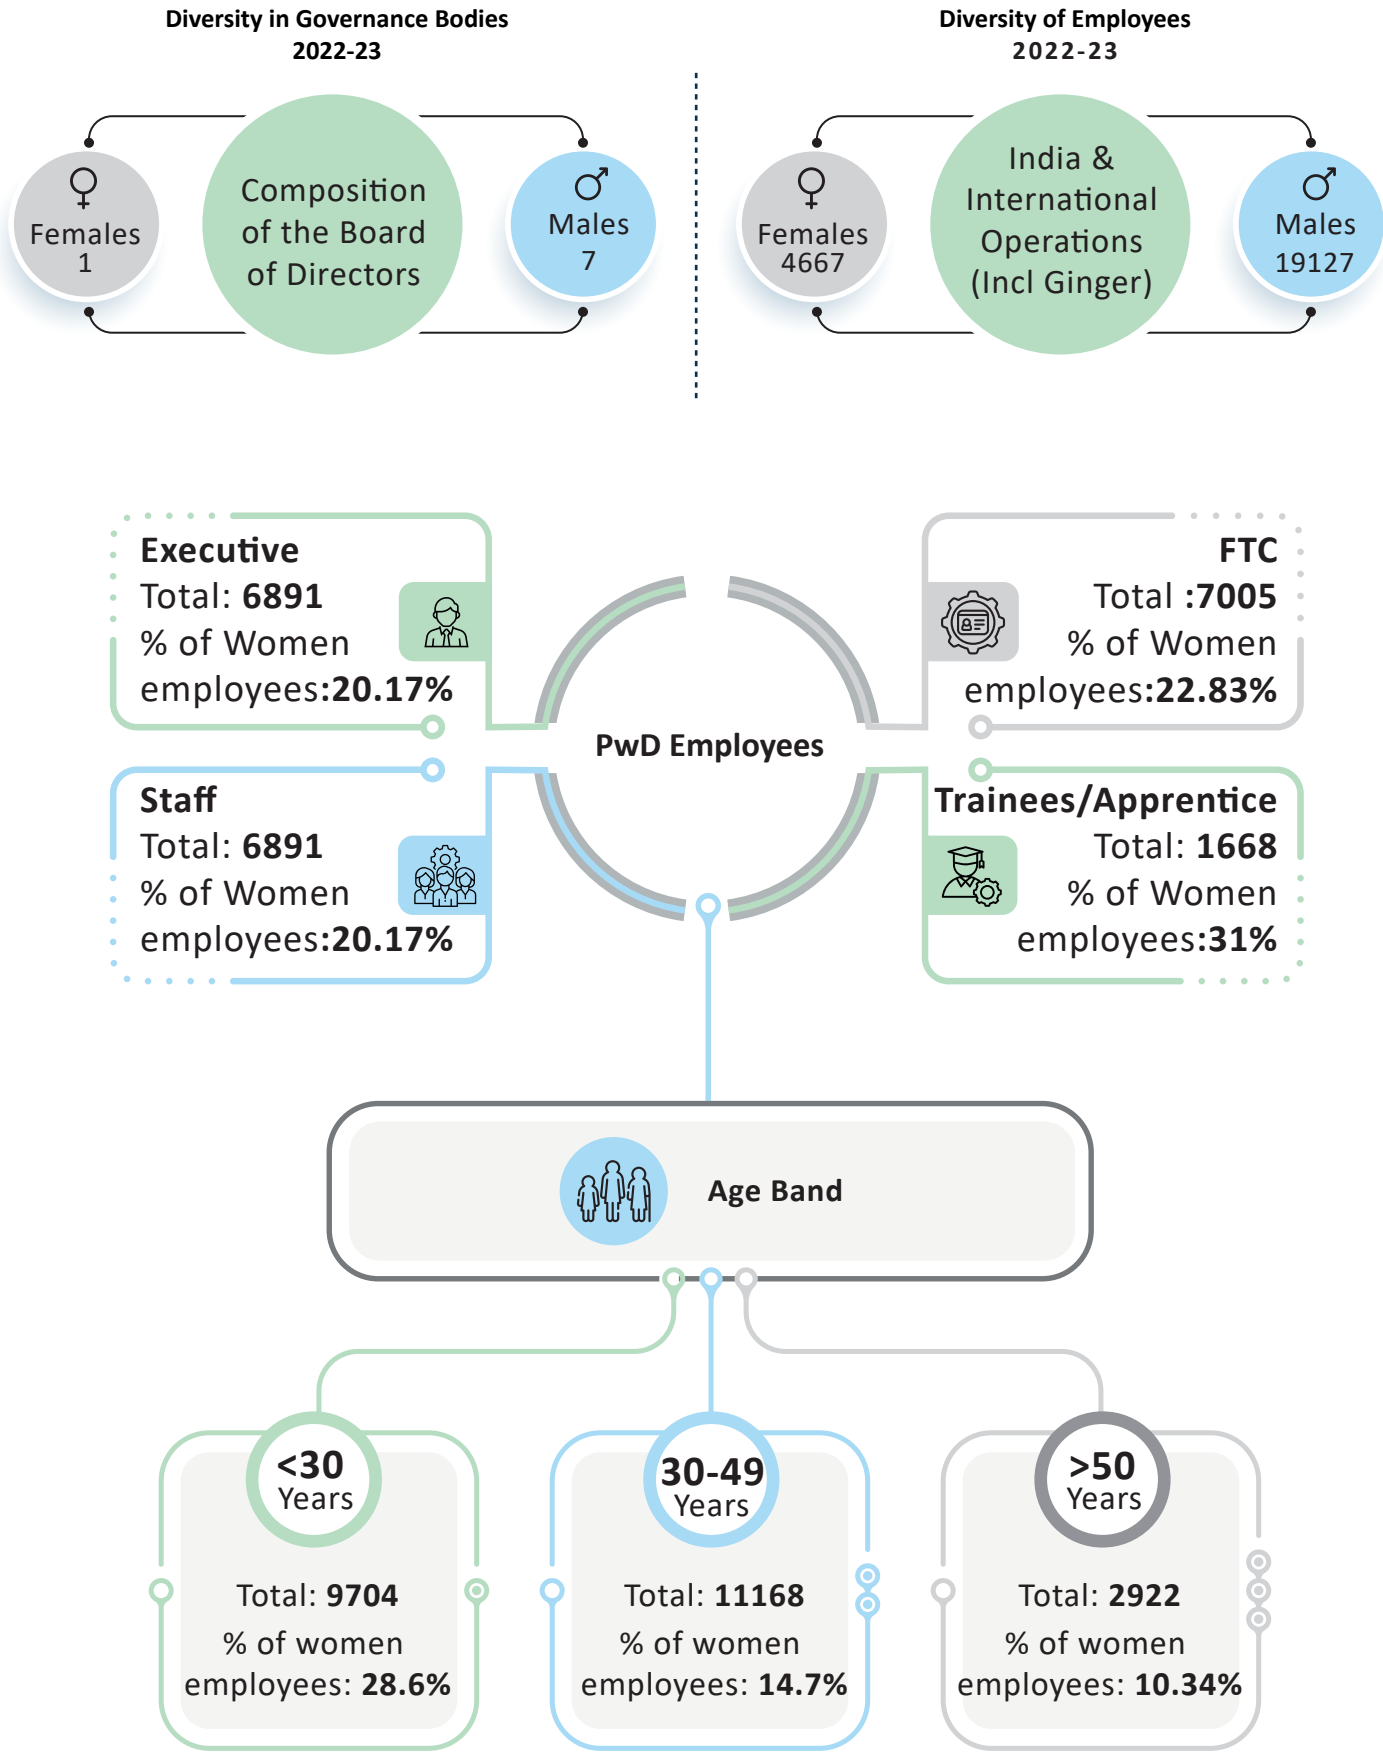 Diversity in Governance Bodies
2022-23
Females
1
Composition
of the Board
of Directors
Males
7
Diversity of Employees
2022-23
Females
4667
India &
International
Operations
(Incl Ginger)
Males
19127
Executive
Total: 6891
% of Women
employees:20.17%
FTC
Total :7005
% of Women
employees:22.83%
PwD Employees
Staff
Total: 6891
% of Women
employees:20.17%
Trainees/Apprentice
Total: 1668
% of Women
employees:31%
Age Band
<30
Years
Total: 9704
% of women
employees: 28.6%
30-49
Years
Total: 11168
% of women
employees: 14.7%
>50
Years
Total: 2922
% of women
employees: 10.34%